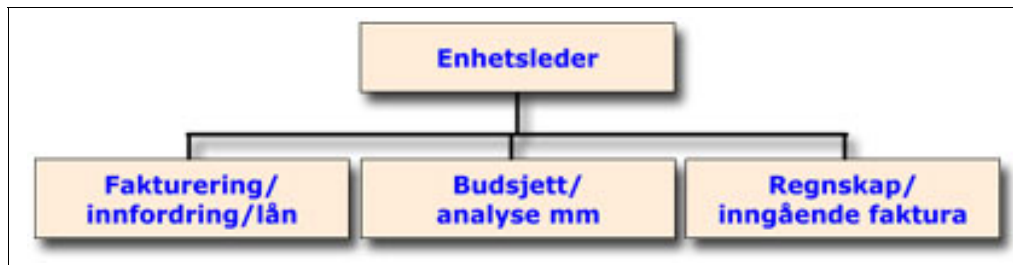 Enhetsleder
Fakturering/
innfordring/lån
Budsjett/
analyse mm
Regnskap/
inngående faktura